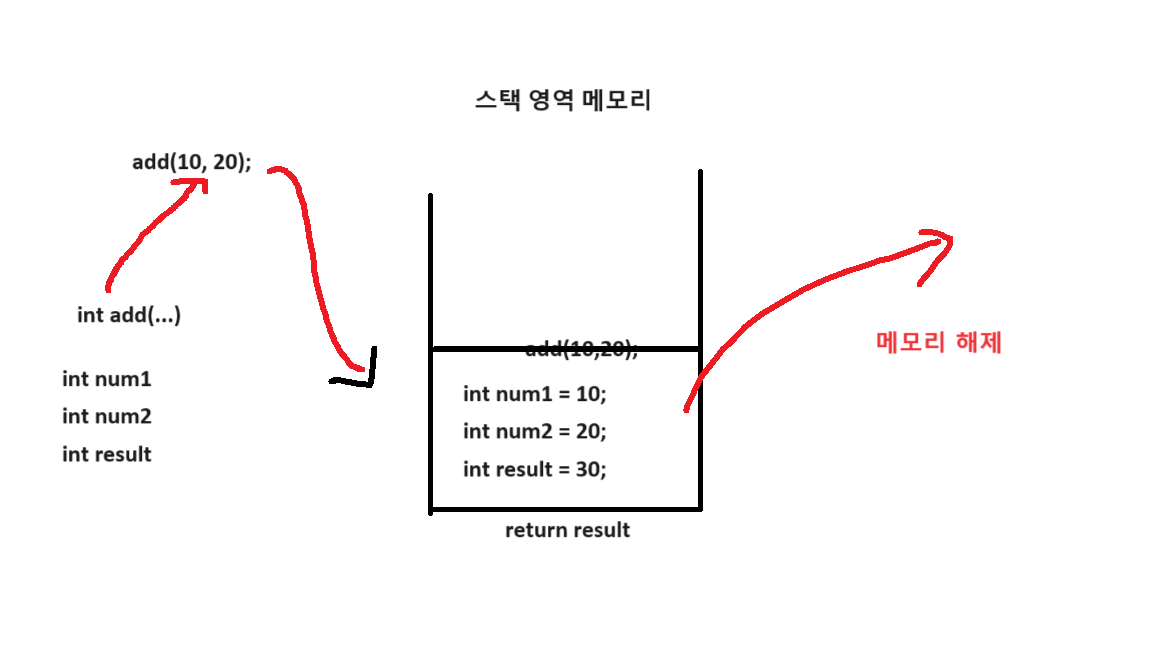 스택 영역 메모리
add(10, 20);
int add(...)
int num1
int num2
int result
add(10,20);
int num1 = 10;
int num2 = 20;
int result = 30;
return result
메모리 해제